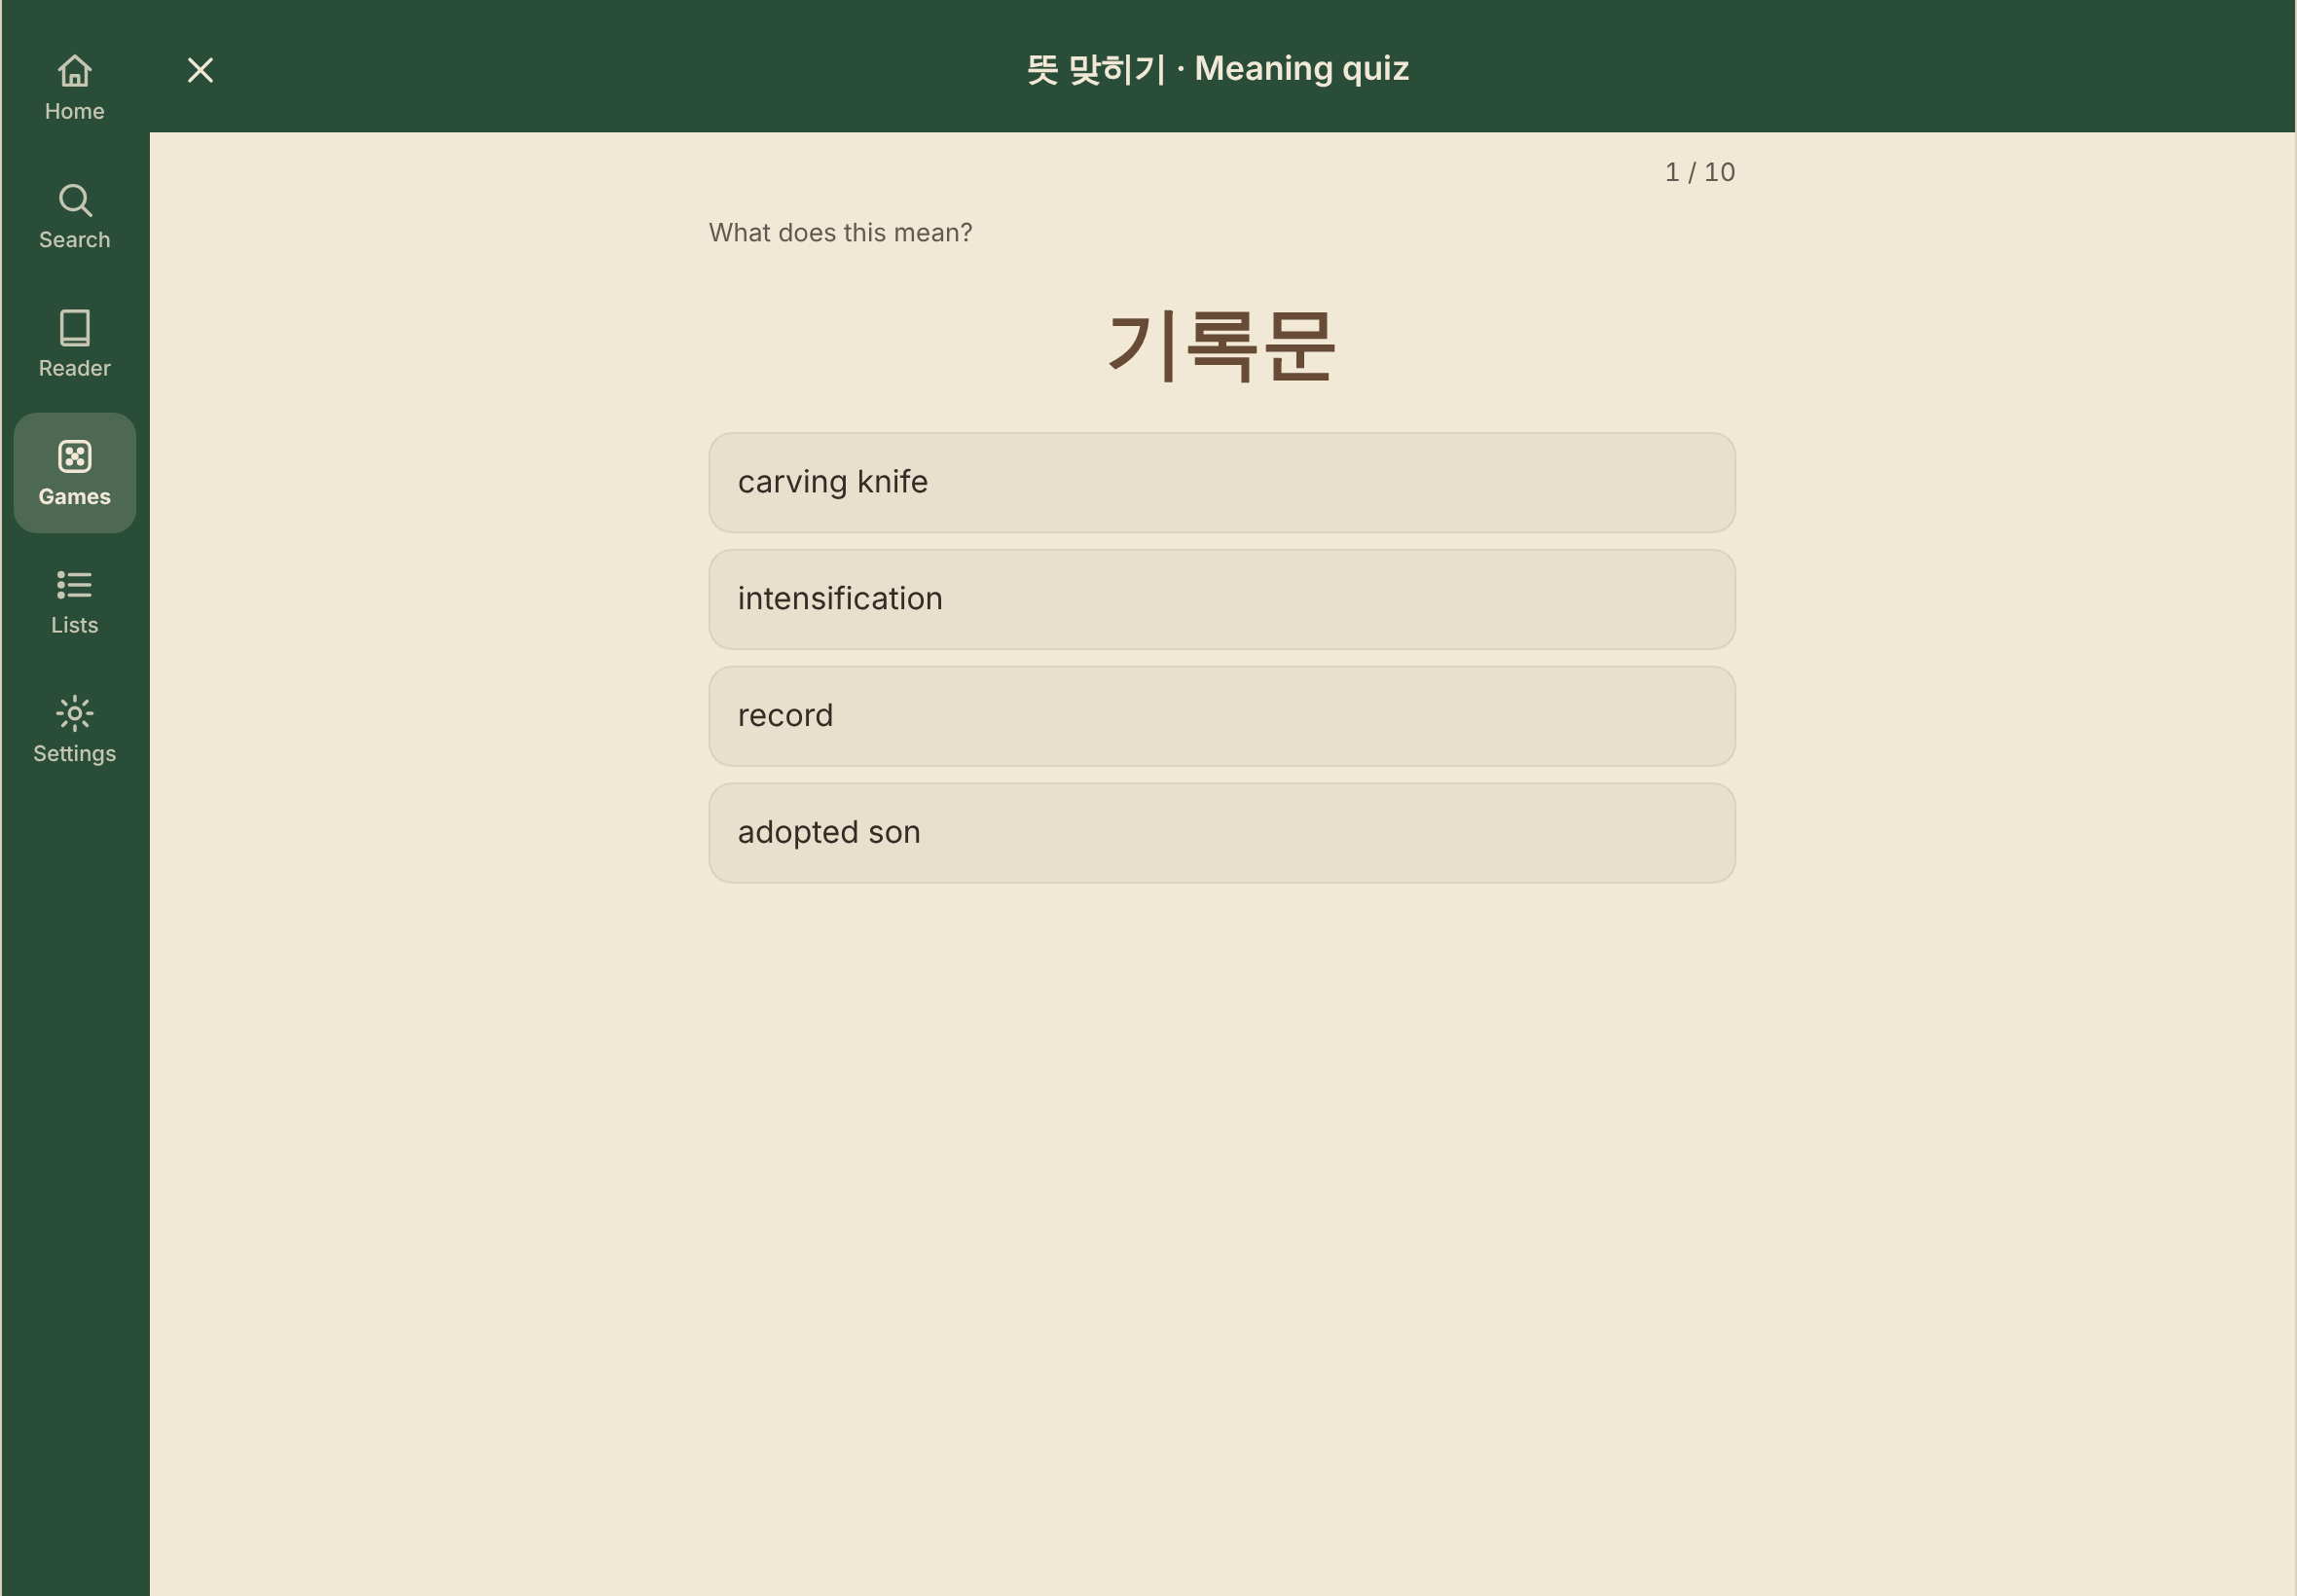 뜻 맞히기 · Meaning quiz
Home
Search
Reader
Games
Lists
Settings
1 / 10
What does this mean?
기록문
carving knife
intensification
record
adopted son